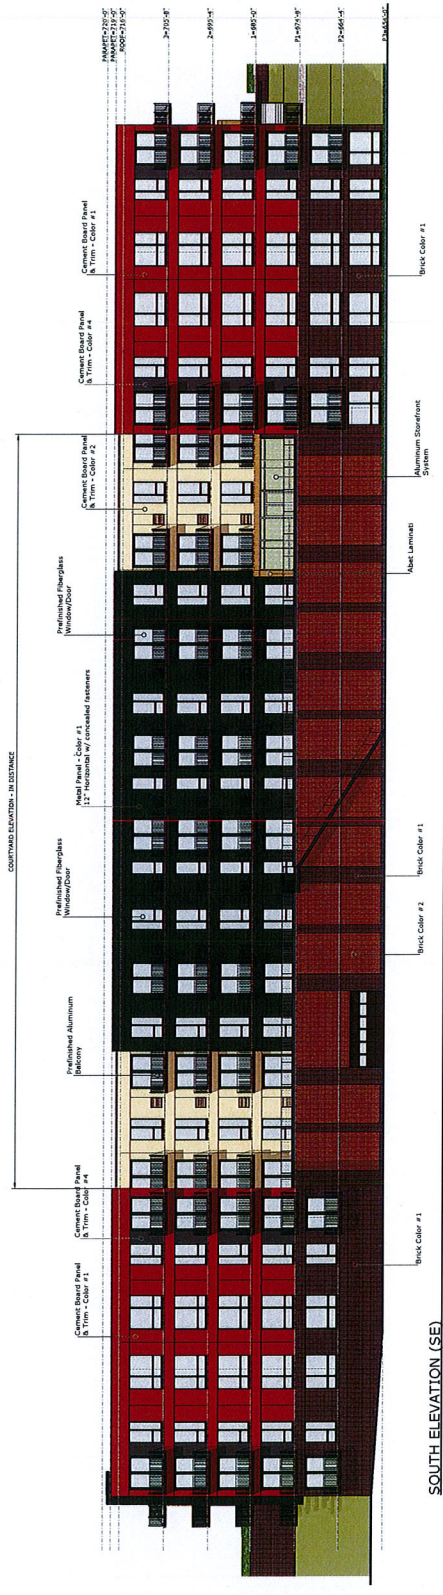 COURTYARD ELEVATION - IN DISTANCE
Cement Board Panel
& Trim - Color #1
Cement Board Panel
& Trim - Color #4
Prefinished Aluminum
Balcony
Prefinished Fiberglass
Window/Door
Metal Panel - Color #1
12" Horizontal w/ concealed fasteners
Prefinished Fiberglass
Window/Door
Cement Board Panel
& Trim - Color #2
Cement Board Panel
& Trim - Color #4
Cement Board Panel
& Trim - Color #1
PARAPET=720'-0"
PARAPET=719'-0"
ROOF=716'-0"
3=705'-8"
2=695'-4"
1=685'-0"
P1=674'-8"
P2=664'-4"
P3=654'-0"
Brick Color #1
Brick Color #2
Brick Color #1
Abet Laminati
Aluminum Storefront
System
Brick Color #1
SOUTH ELEVATION (SE)